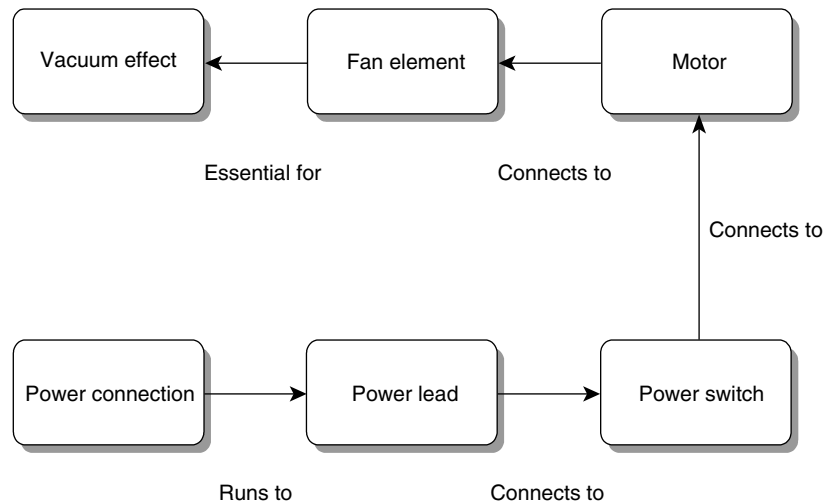 Vacuum effect
Fan element
Motor
Essential for
Connects to
Connects to
Power connection
Power lead
Power switch
Runs to
Connects to